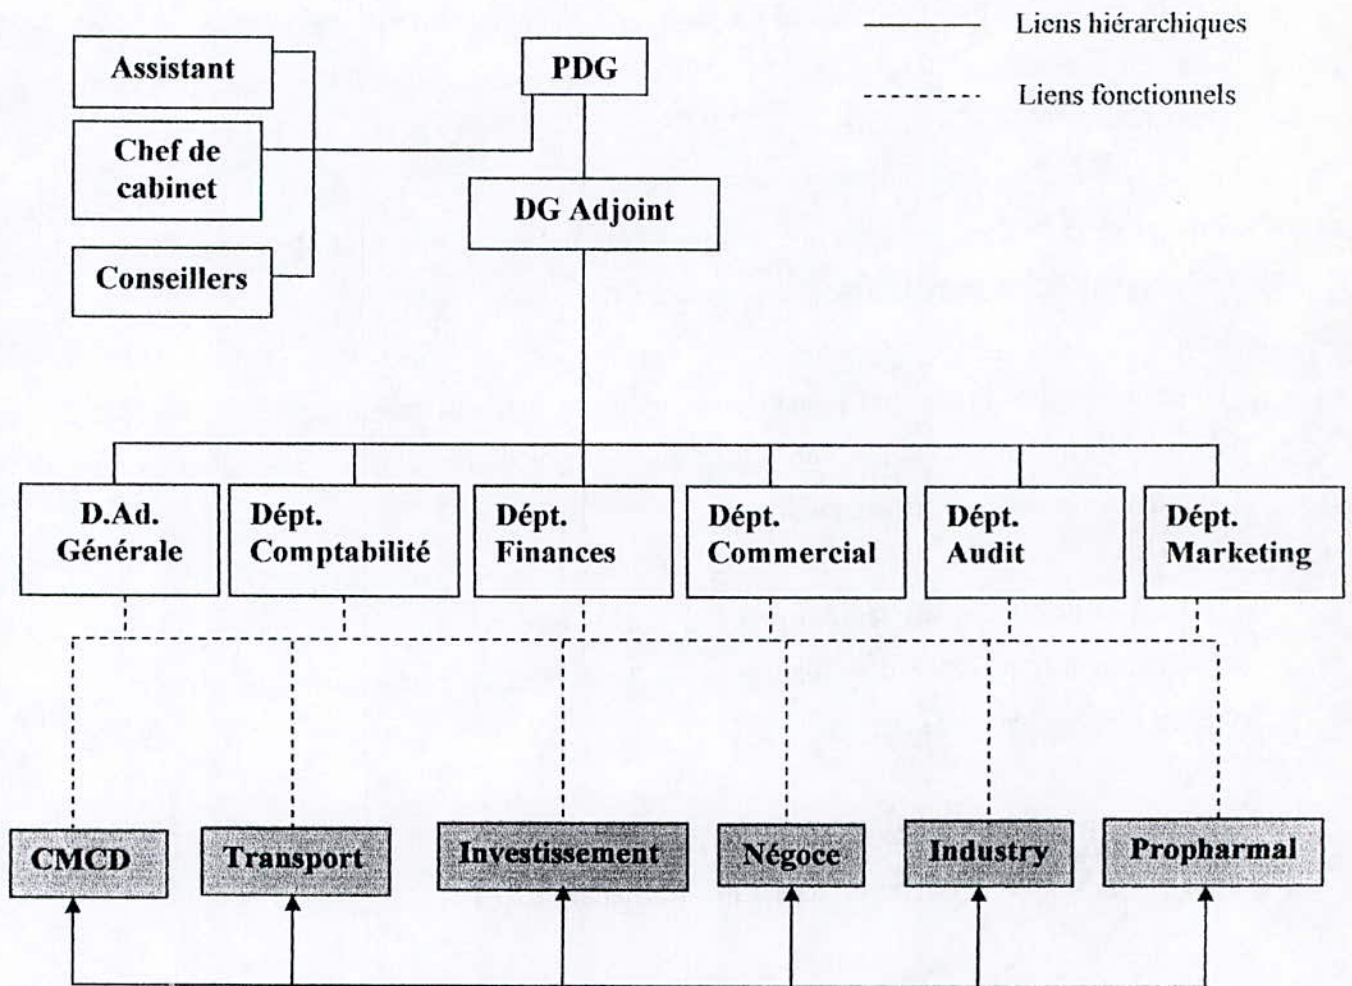 Liens hiérarchiques
Liens fonctionnels
Assistant
PDG
Chef de
cabinet
DG Adjoint
Conseillers
D.Ad.
Générale
Dépt.
Comptabilité
Dépt.
Finances
Dépt.
Commercial
Dépt.
Audit
Dépt.
Marketing
CMCD
Transport
Investissement
Négoce
Industry
Propharmal